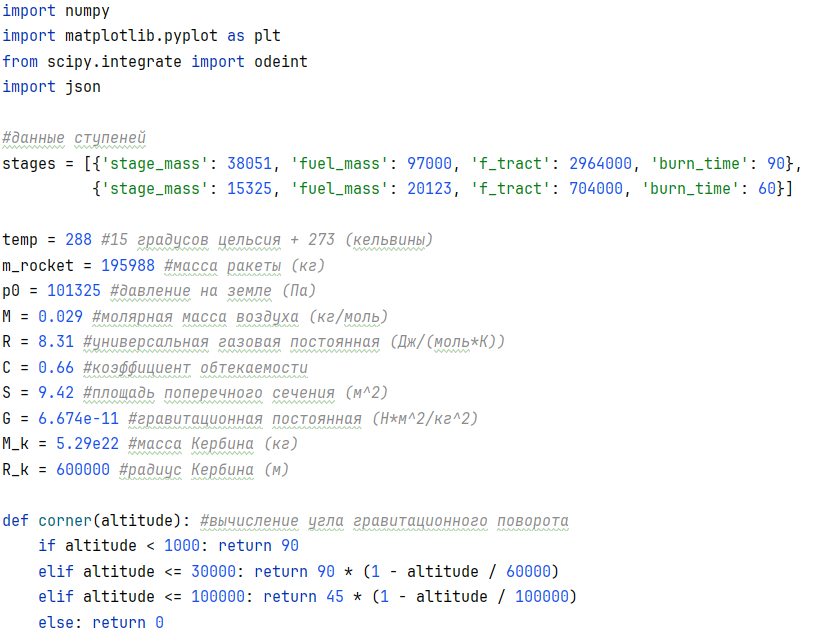 import numpy
import matplotlib.pyplot as plt
from scipy.integrate import odeint
import json
#данные ступеней
stages = [{'stage_mass': 38051, 'fuel_mass': 97000, 'f_tract': 2964000, 'burn_time': 90},
          {'stage_mass': 15325, 'fuel_mass': 20123, 'f_tract': 704000, 'burn_time': 60}]
temp = 288 #15 градусов цельсия + 273 (кельвины)
m_rocket = 195988 #масса ракеты (кг)
p0 = 101325 #давление на земле (Па)
M = 0.029 #молярная масса воздуха (кг/моль)
R = 8.31 #универсальная газовая постоянная (Дж/(моль*К))
C = 0.66 #коэффициент обтекаемости
S = 9.42 #площадь поперечного сечения (м^2)
G = 6.674e-11 #гравитационная постоянная (Н*м^2/кг^2)
M_k = 5.29e22 #масса Кербина (кг)
R_k = 600000 #радиус Кербина (м)
def corner(altitude): #вычисление угла гравитационного поворота
    if altitude < 1000: return 90
    elif altitude <= 30000: return 90 * (1 - altitude / 60000)
    elif altitude <= 100000: return 45 * (1 - altitude / 100000)
    else: return 0